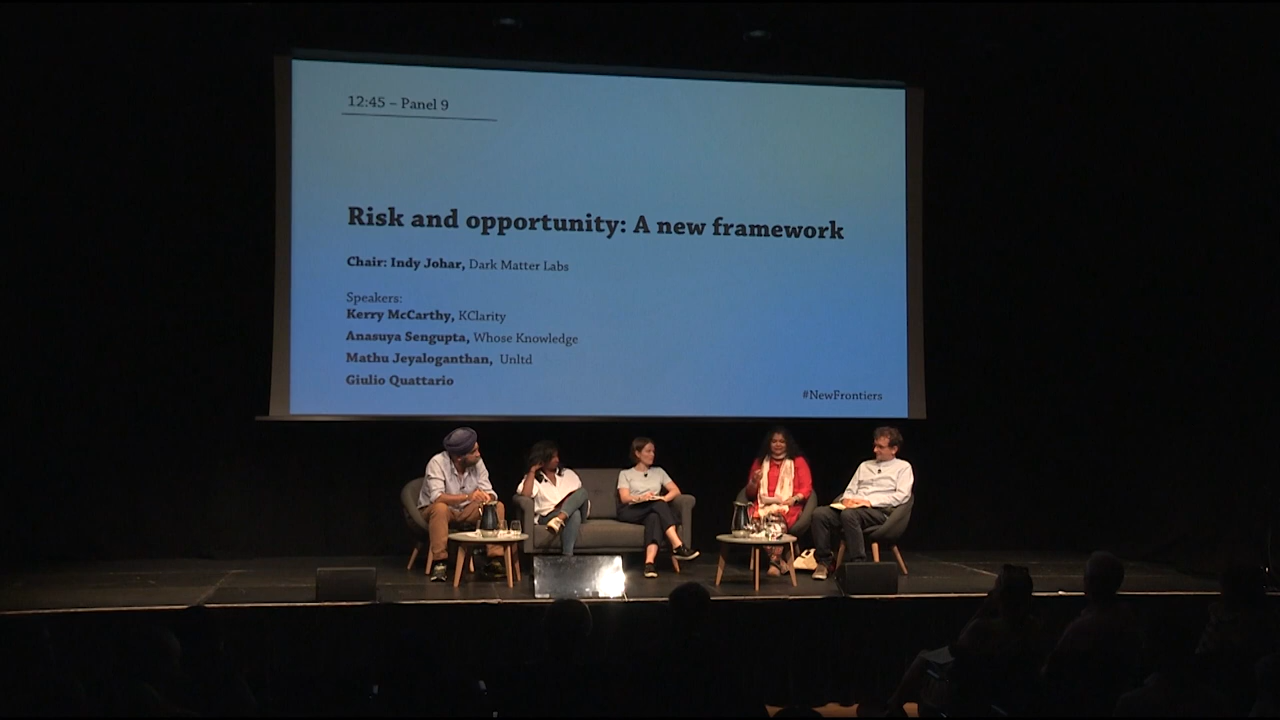 12:45 – Panel 9
Risk and opportunity: A new framework
Chair: Indy Johar, Dark Matter Labs
Speakers:
Kerry McCarthy, KClarity
Anasuya Sengupta, Whose Knowledge
Mathu Jeyaloganthan, Unltd
Giulio Quattario
#NewFrontiers